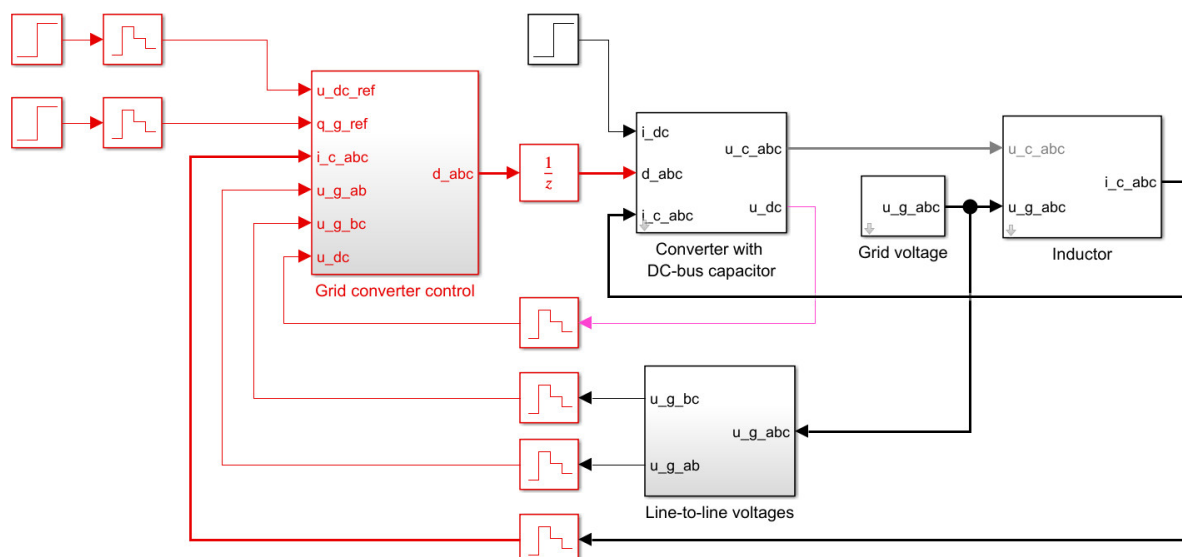 u_dc_ref
q_g_ref
i_c_abc
u_g_ab
u_g_bc
u_dc
d_abc
Grid converter control
1
z
i_dc
d_abc
i_c_abc
u_c_abc
u_dc
Converter with
DC-bus capacitor
u_g_abc
Grid voltage
u_c_abc
u_g_abc
i_c_abc
Inductor
u_g_bc
u_g_ab
u_g_abc
Line-to-line voltages